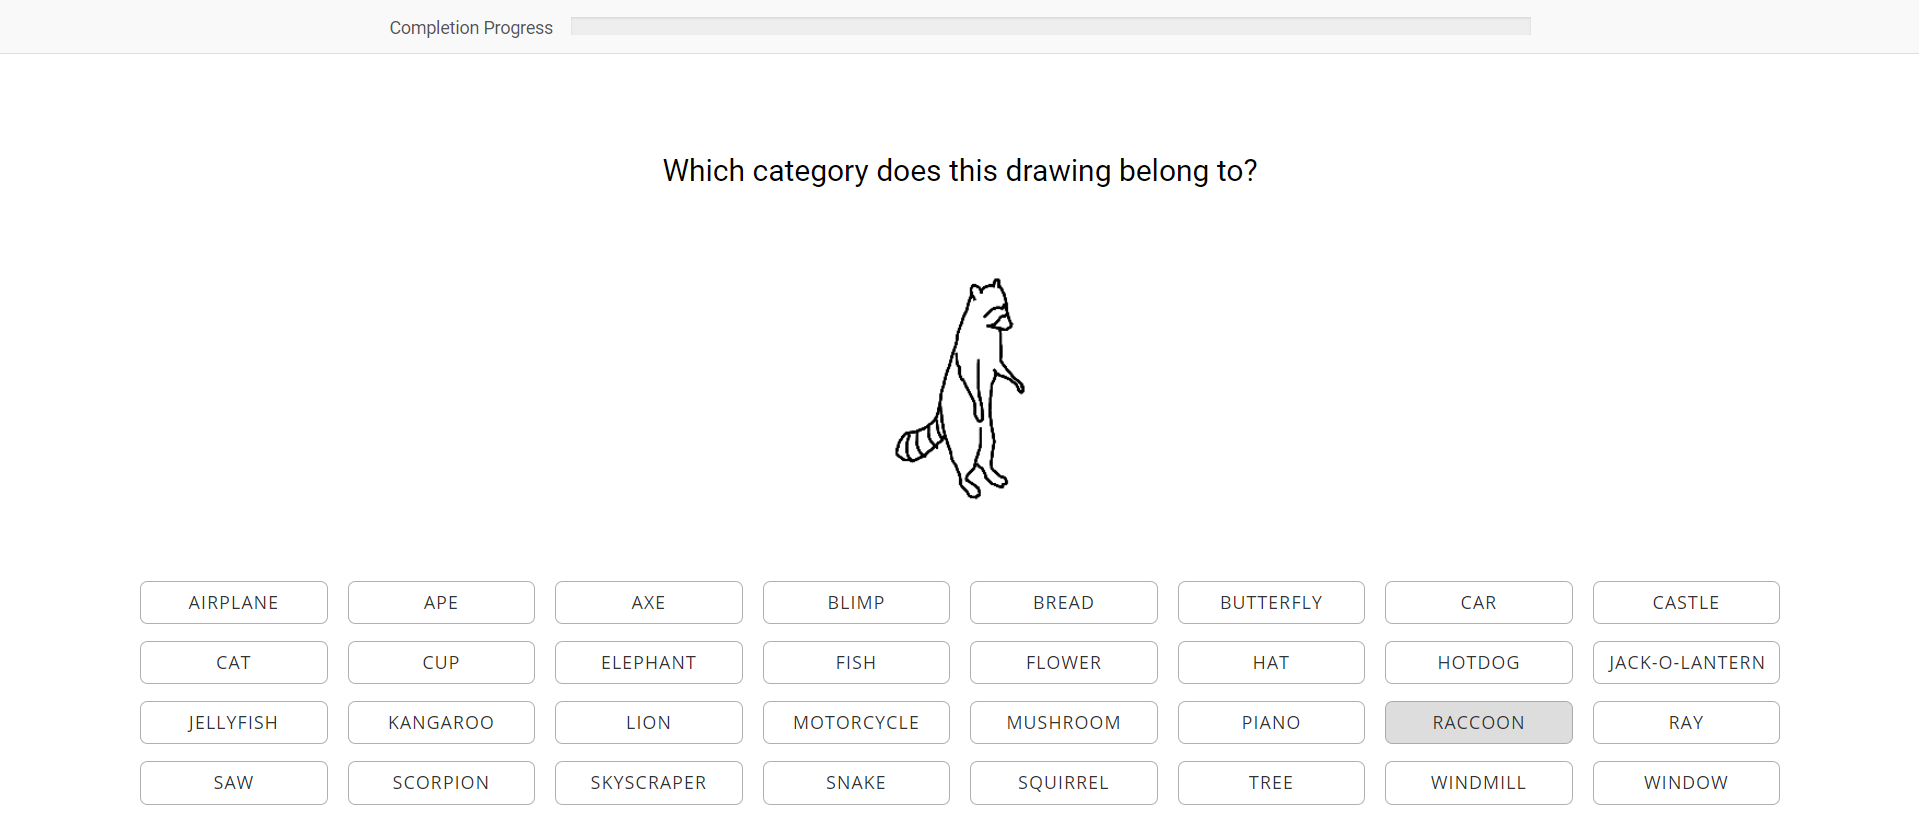 Completion Progress
Which category does this drawing belong to?
AIRPLANE APE AXE BLIMP BREAD BUTTERFLY CAR CASTLE
CAT CUP ELEPHANT FISH FLOWER HAT HOTDOG JACK-O-LANTERN
JELLYFISH KANGAROO LION MOTORCYCLE MUSHROOM PIANO RACCOON RAY
SAW SCORPION SKYSCRAPER SNAKE SQUIRREL TREE WINDMILL WINDOW